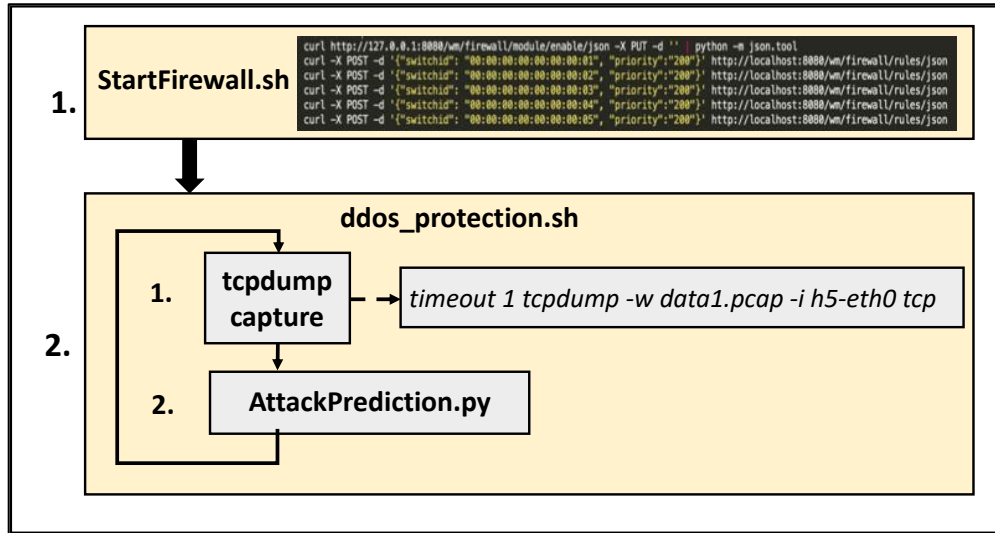 1.
StartFirewall.sh
curl http://127.0.0.1:8080/wm/firewall/module/enable/json -X PUT -d '' | python -m json.tool
curl -X POST -d '{"switchid": "00:00:00:00:00:00:00:01", "priority":"200"}' http://localhost:8080/wm/firewall/rules/json
curl -X POST -d '{"switchid": "00:00:00:00:00:00:00:02", "priority":"200"}' http://localhost:8080/wm/firewall/rules/json
curl -X POST -d '{"switchid": "00:00:00:00:00:00:00:03", "priority":"200"}' http://localhost:8080/wm/firewall/rules/json
curl -X POST -d '{"switchid": "00:00:00:00:00:00:00:04", "priority":"200"}' http://localhost:8080/wm/firewall/rules/json
curl -X POST -d '{"switchid": "00:00:00:00:00:00:00:05", "priority":"200"}' http://localhost:8080/wm/firewall/rules/json
2.
ddos_protection.sh
1.
tcpdump
capture
timeout 1 tcpdump -w data1.pcap -i h5-eth0 tcp
2.
AttackPrediction.py